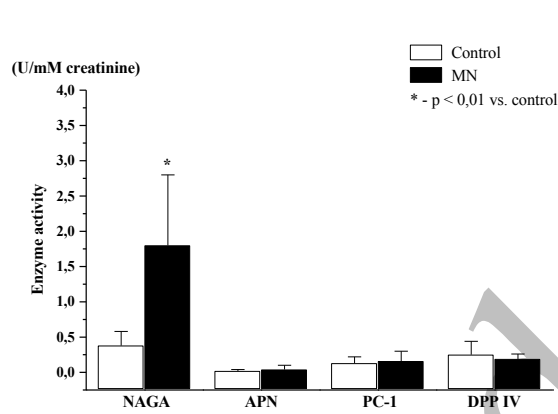 (U/mM creatinine)
Control
MN
* - p < 0,01 vs. control
Enzyme activity
4,0
3,5
3,0
2,5
2,0
1,5
1,0
0,5
0,0
*
NAGA APN PC-1 DPP IV